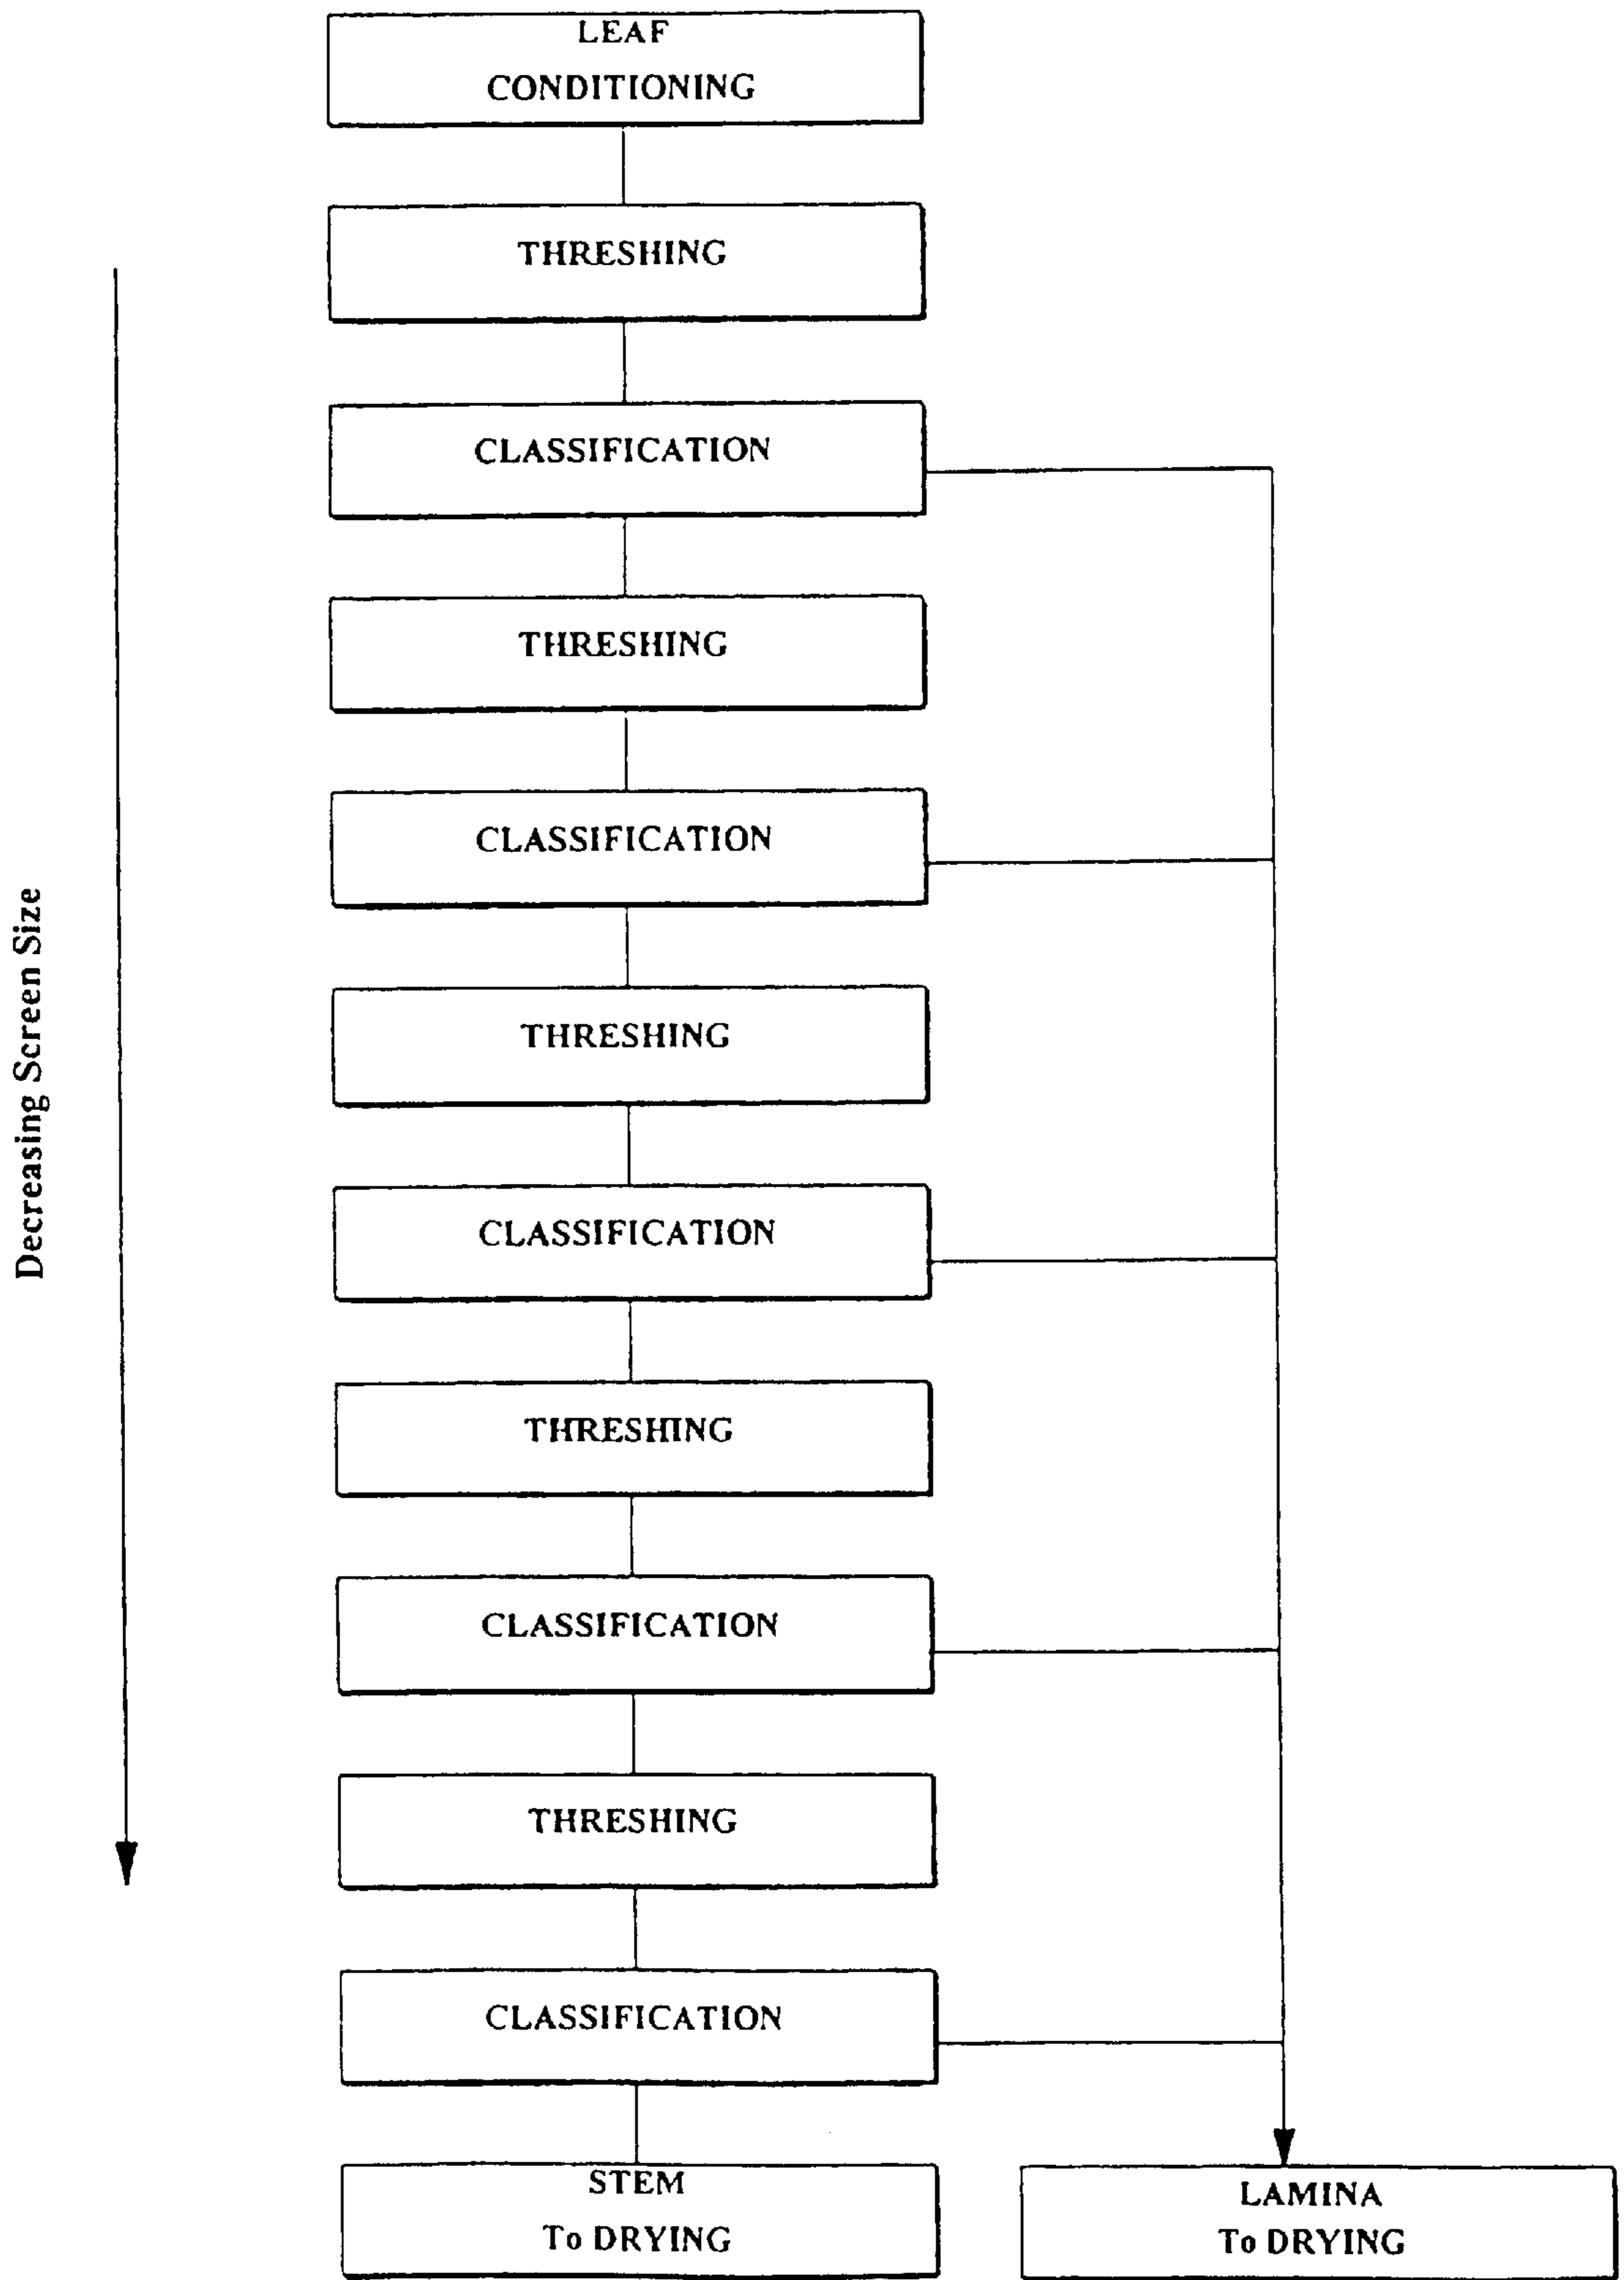 LEAF
CONDITIONING
THRESHING
CLASSIFICATION
THRESHING
CLASSIFICATION
THRESHING
CLASSIFICATION
THRESHING
CLASSIFICATION
THRESHING
CLASSIFICATION
STEM
To DRYING
LAMINA
To DRYING
Decreasing Screen Size